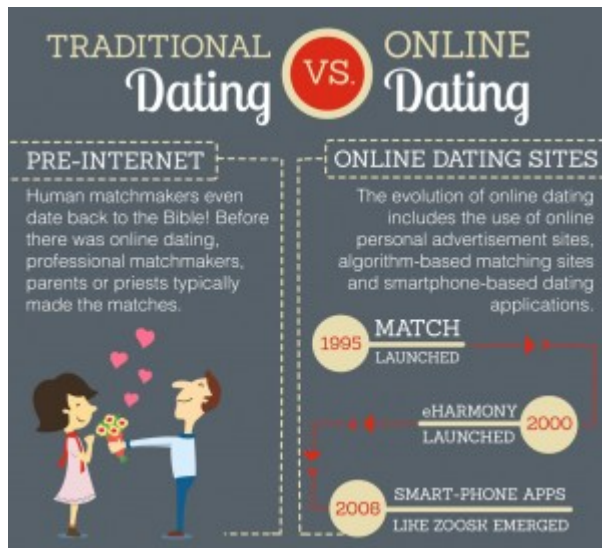 TRADITIONAL
Dating
VS.
ONLINE
Dating
PRE-INTERNET
Human matchmakers even
date back to the Bible! Before
there was online dating,
professional matchmakers,
parents or priests typically
made the matches.
ONLINE DATING SITES
The evolution of online dating
includes the use of online
personal advertisement sites,
algorithm-based matching sites
and smartphone-based dating
applications.
1995
MATCH
LAUNCHED
eHARMONY
LAUNCHED
2000
2008
SMART-PHONE APPS
LIKE ZOOSK EMERGED